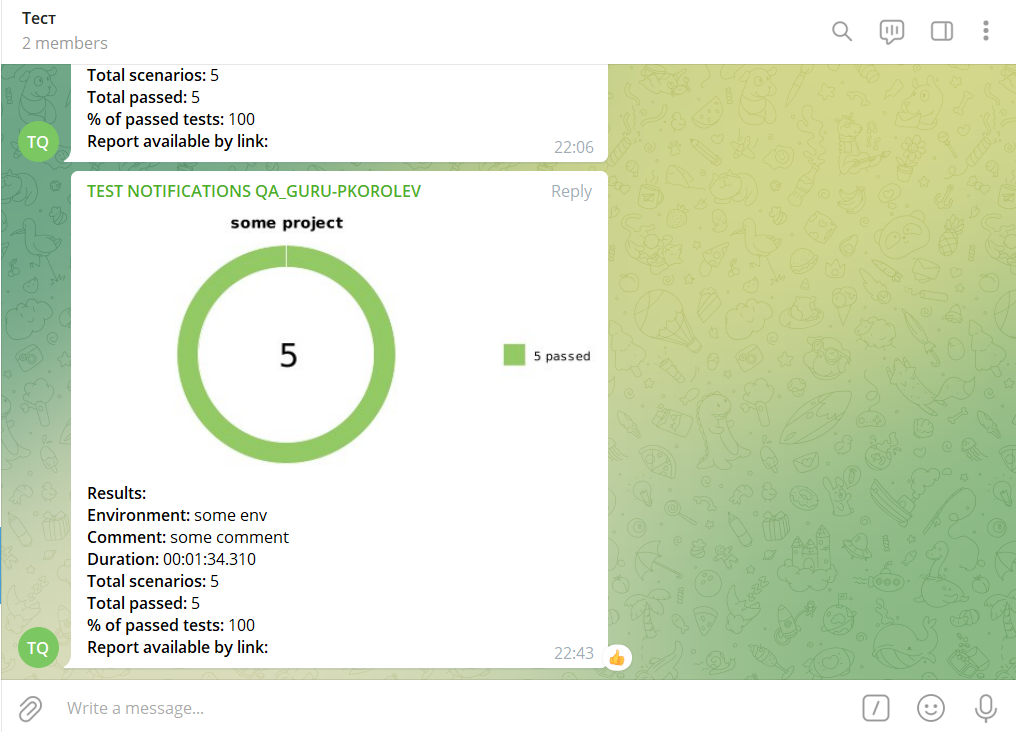 Тест
2 members
Total scenarios: 5
Total passed: 5
% of passed tests: 100
Report available by link:
TQ
22:06
TEST NOTIFICATIONS QA_GURU-PKOROLEV
Reply
some project
5
5 passed
Results:
Environment: some env
Comment: some comment
Duration: 00:01:34.310
Total scenarios: 5
Total passed: 5
% of passed tests: 100
Report available by link:
TQ
22:43
Write a message...